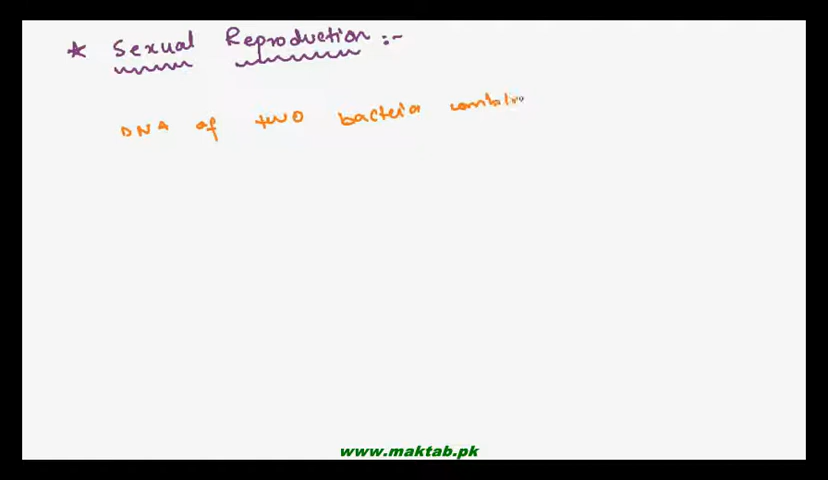 * Sexual Reproduction :-
DNA of two bacteria
www.maktab.pk